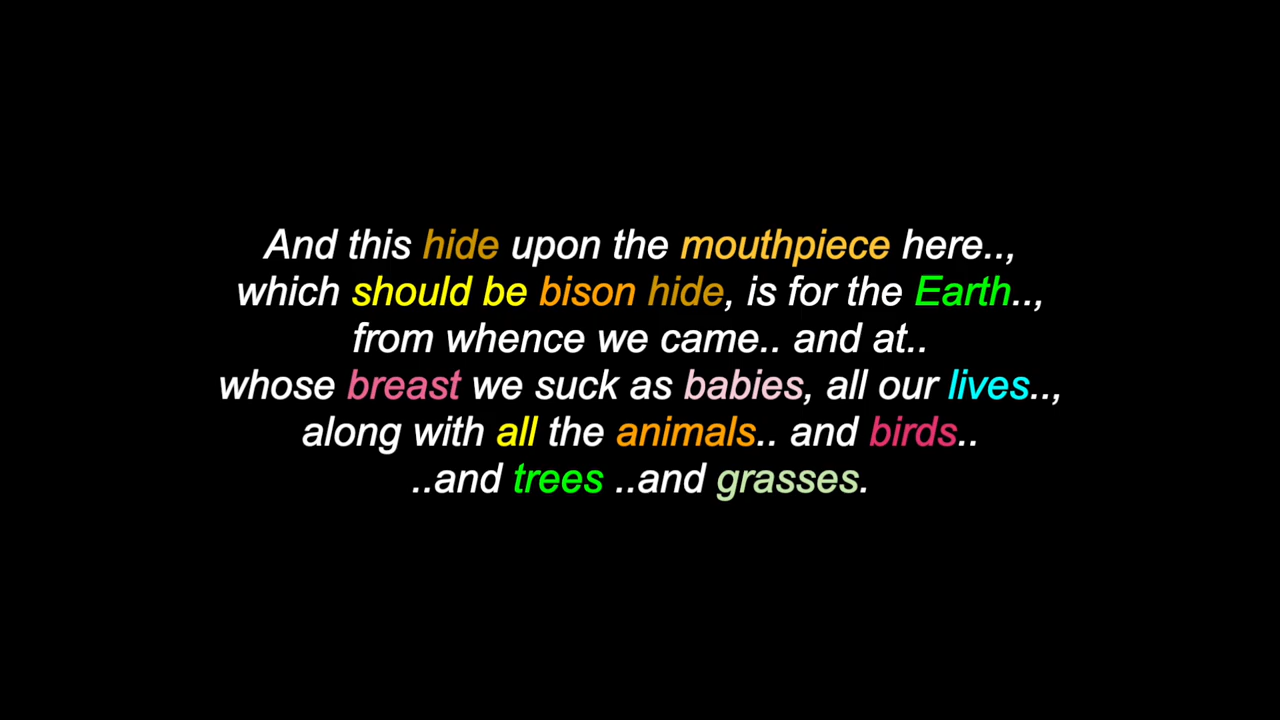 And this hide upon the mouthpiece here..,
which should be bison hide, is for the Earth..,
from whence we came.. and at..
whose breast we suck as babies, all our lives..,
along with all the animals.. and birds..
..and trees ..and grasses.